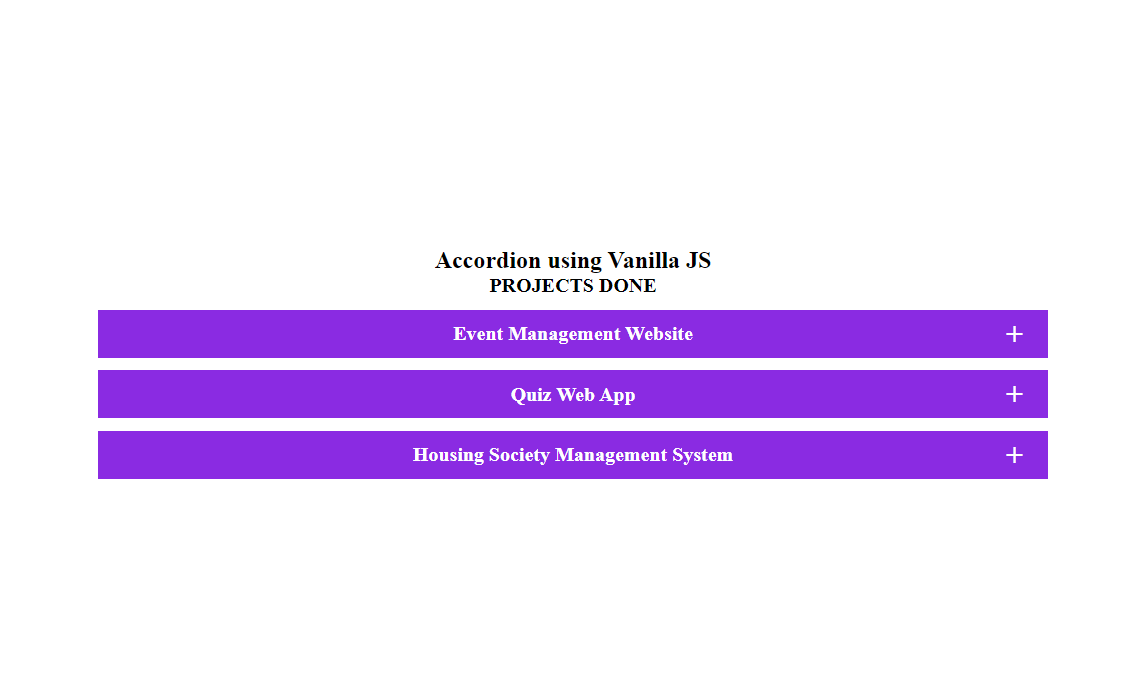 Accordion using Vanilla JS
PROJECTS DONE
Event Management Website +
Quiz Web App +
Housing Society Management System +